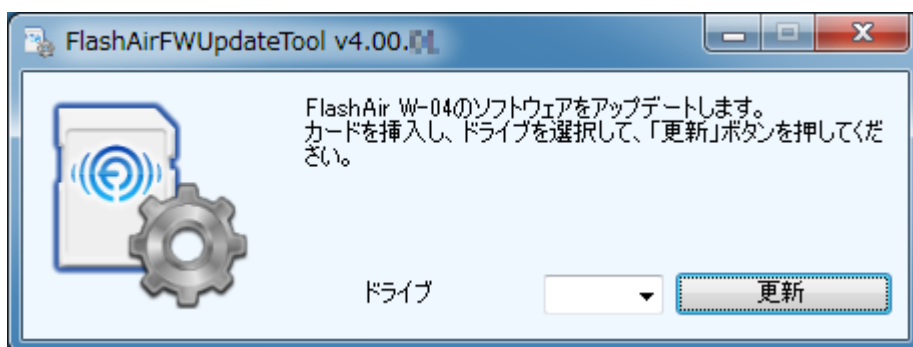 FlashAirFWUpdateTool v4.00.
FlashAir W-04のソフトウェアをアップデートします。
カードを挿入し、ドライブを選択して、「更新」ボタンを押してくだ
さい。
ドライブ
更新